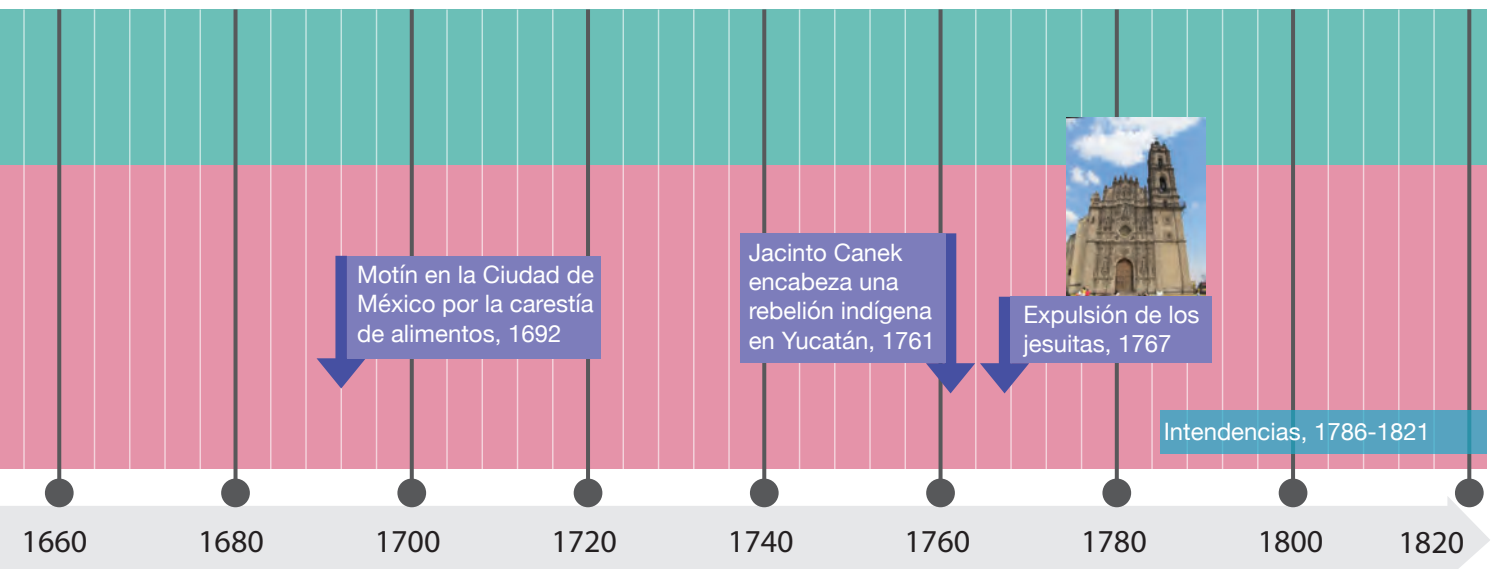 Motín en la Ciudad de
México por la carestía
de alimentos, 1692
Jacinto Canek
encabeza una
rebelión indígena
en Yucatán, 1761
Expulsión de los
jesuitas, 1767
Intendencias, 1786-1821
1660 1680 1700 1720 1740 1760 1780 1800 1820